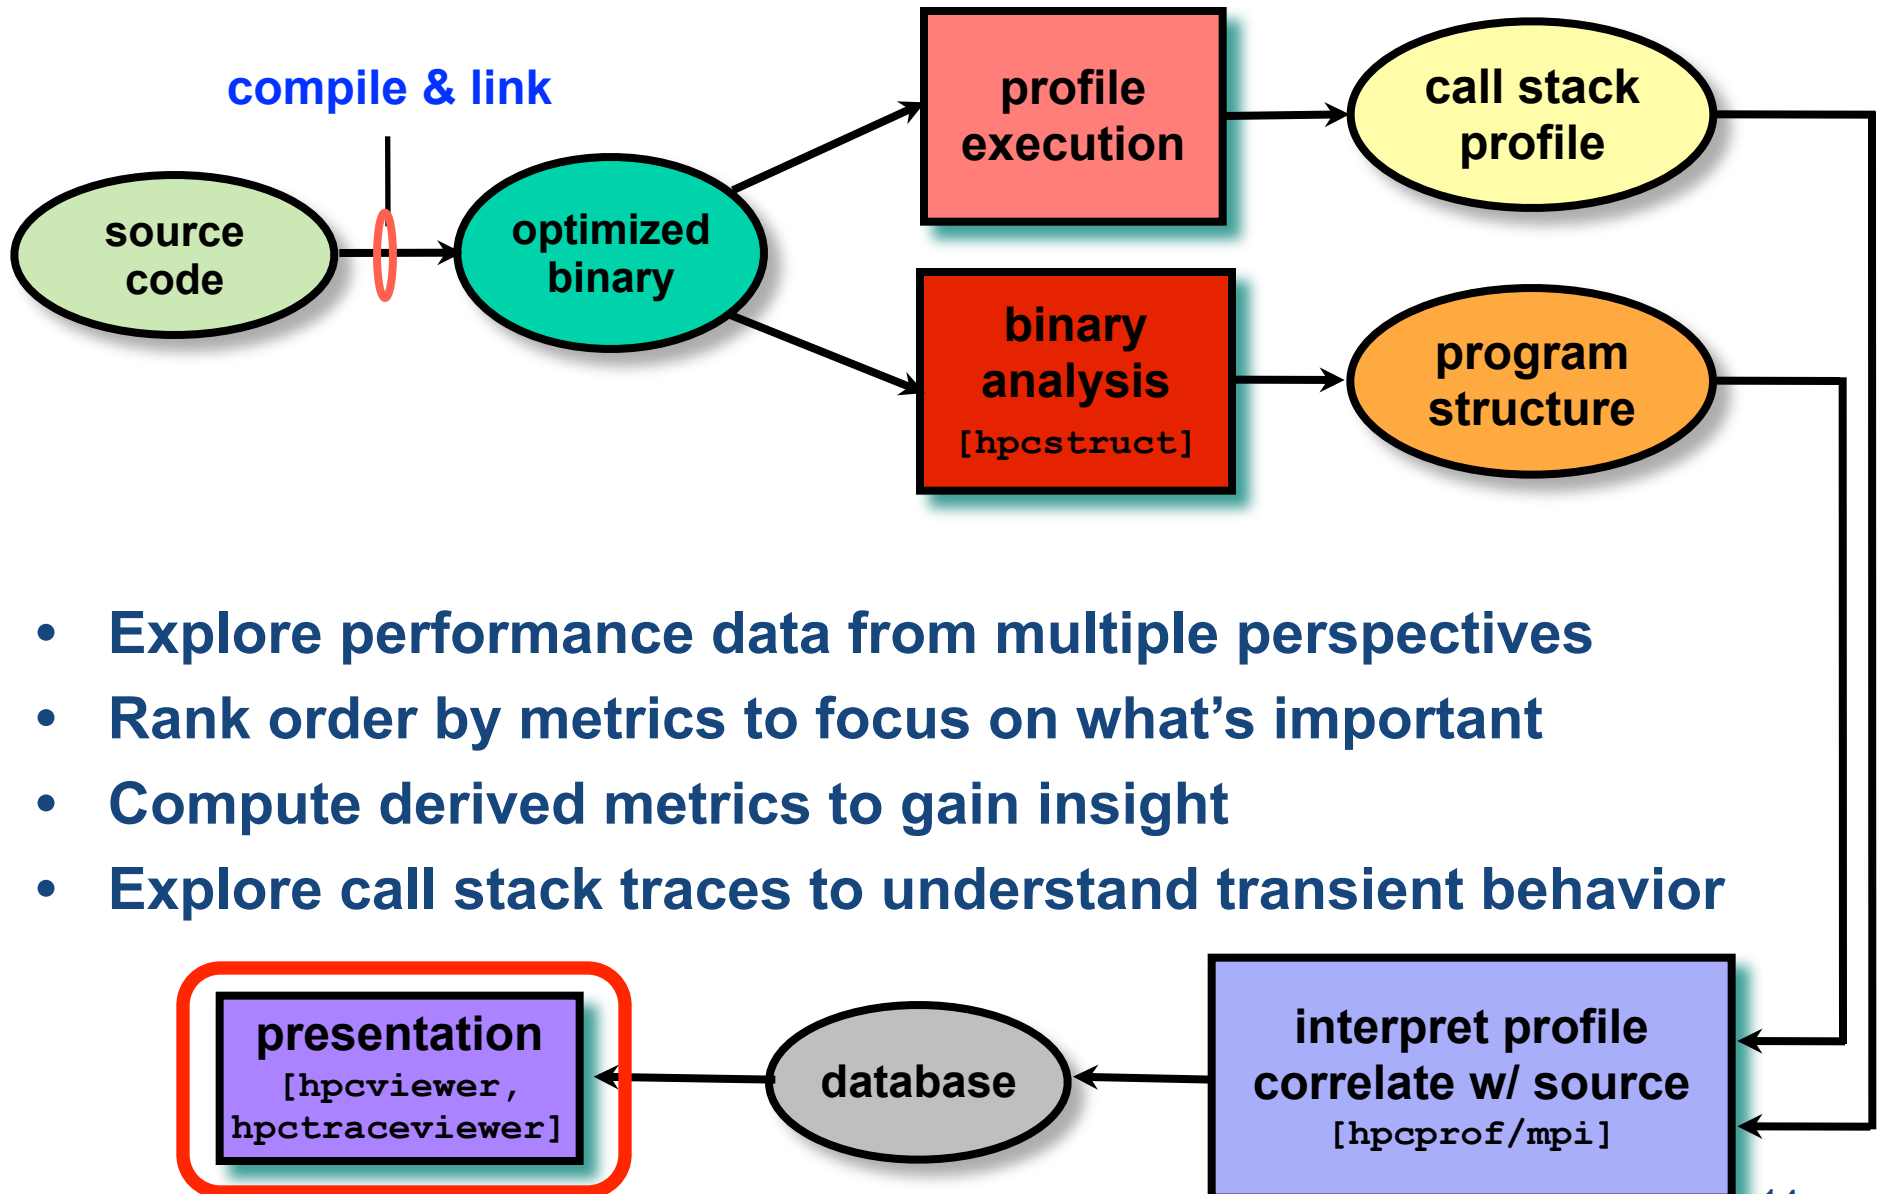 compile & link
source
code
optimized
binary
profile
execution
call stack
profile
binary
analysis
[hpcstruct]
program
structure
• Explore performance data from multiple perspectives
• Rank order by metrics to focus on what’s important
• Compute derived metrics to gain insight
• Explore call stack traces to understand transient behavior
presentation
[hpcviewer,
hpctraceviewer]
database
interpret profile
correlate w/ source
[hpcprof/mpi]